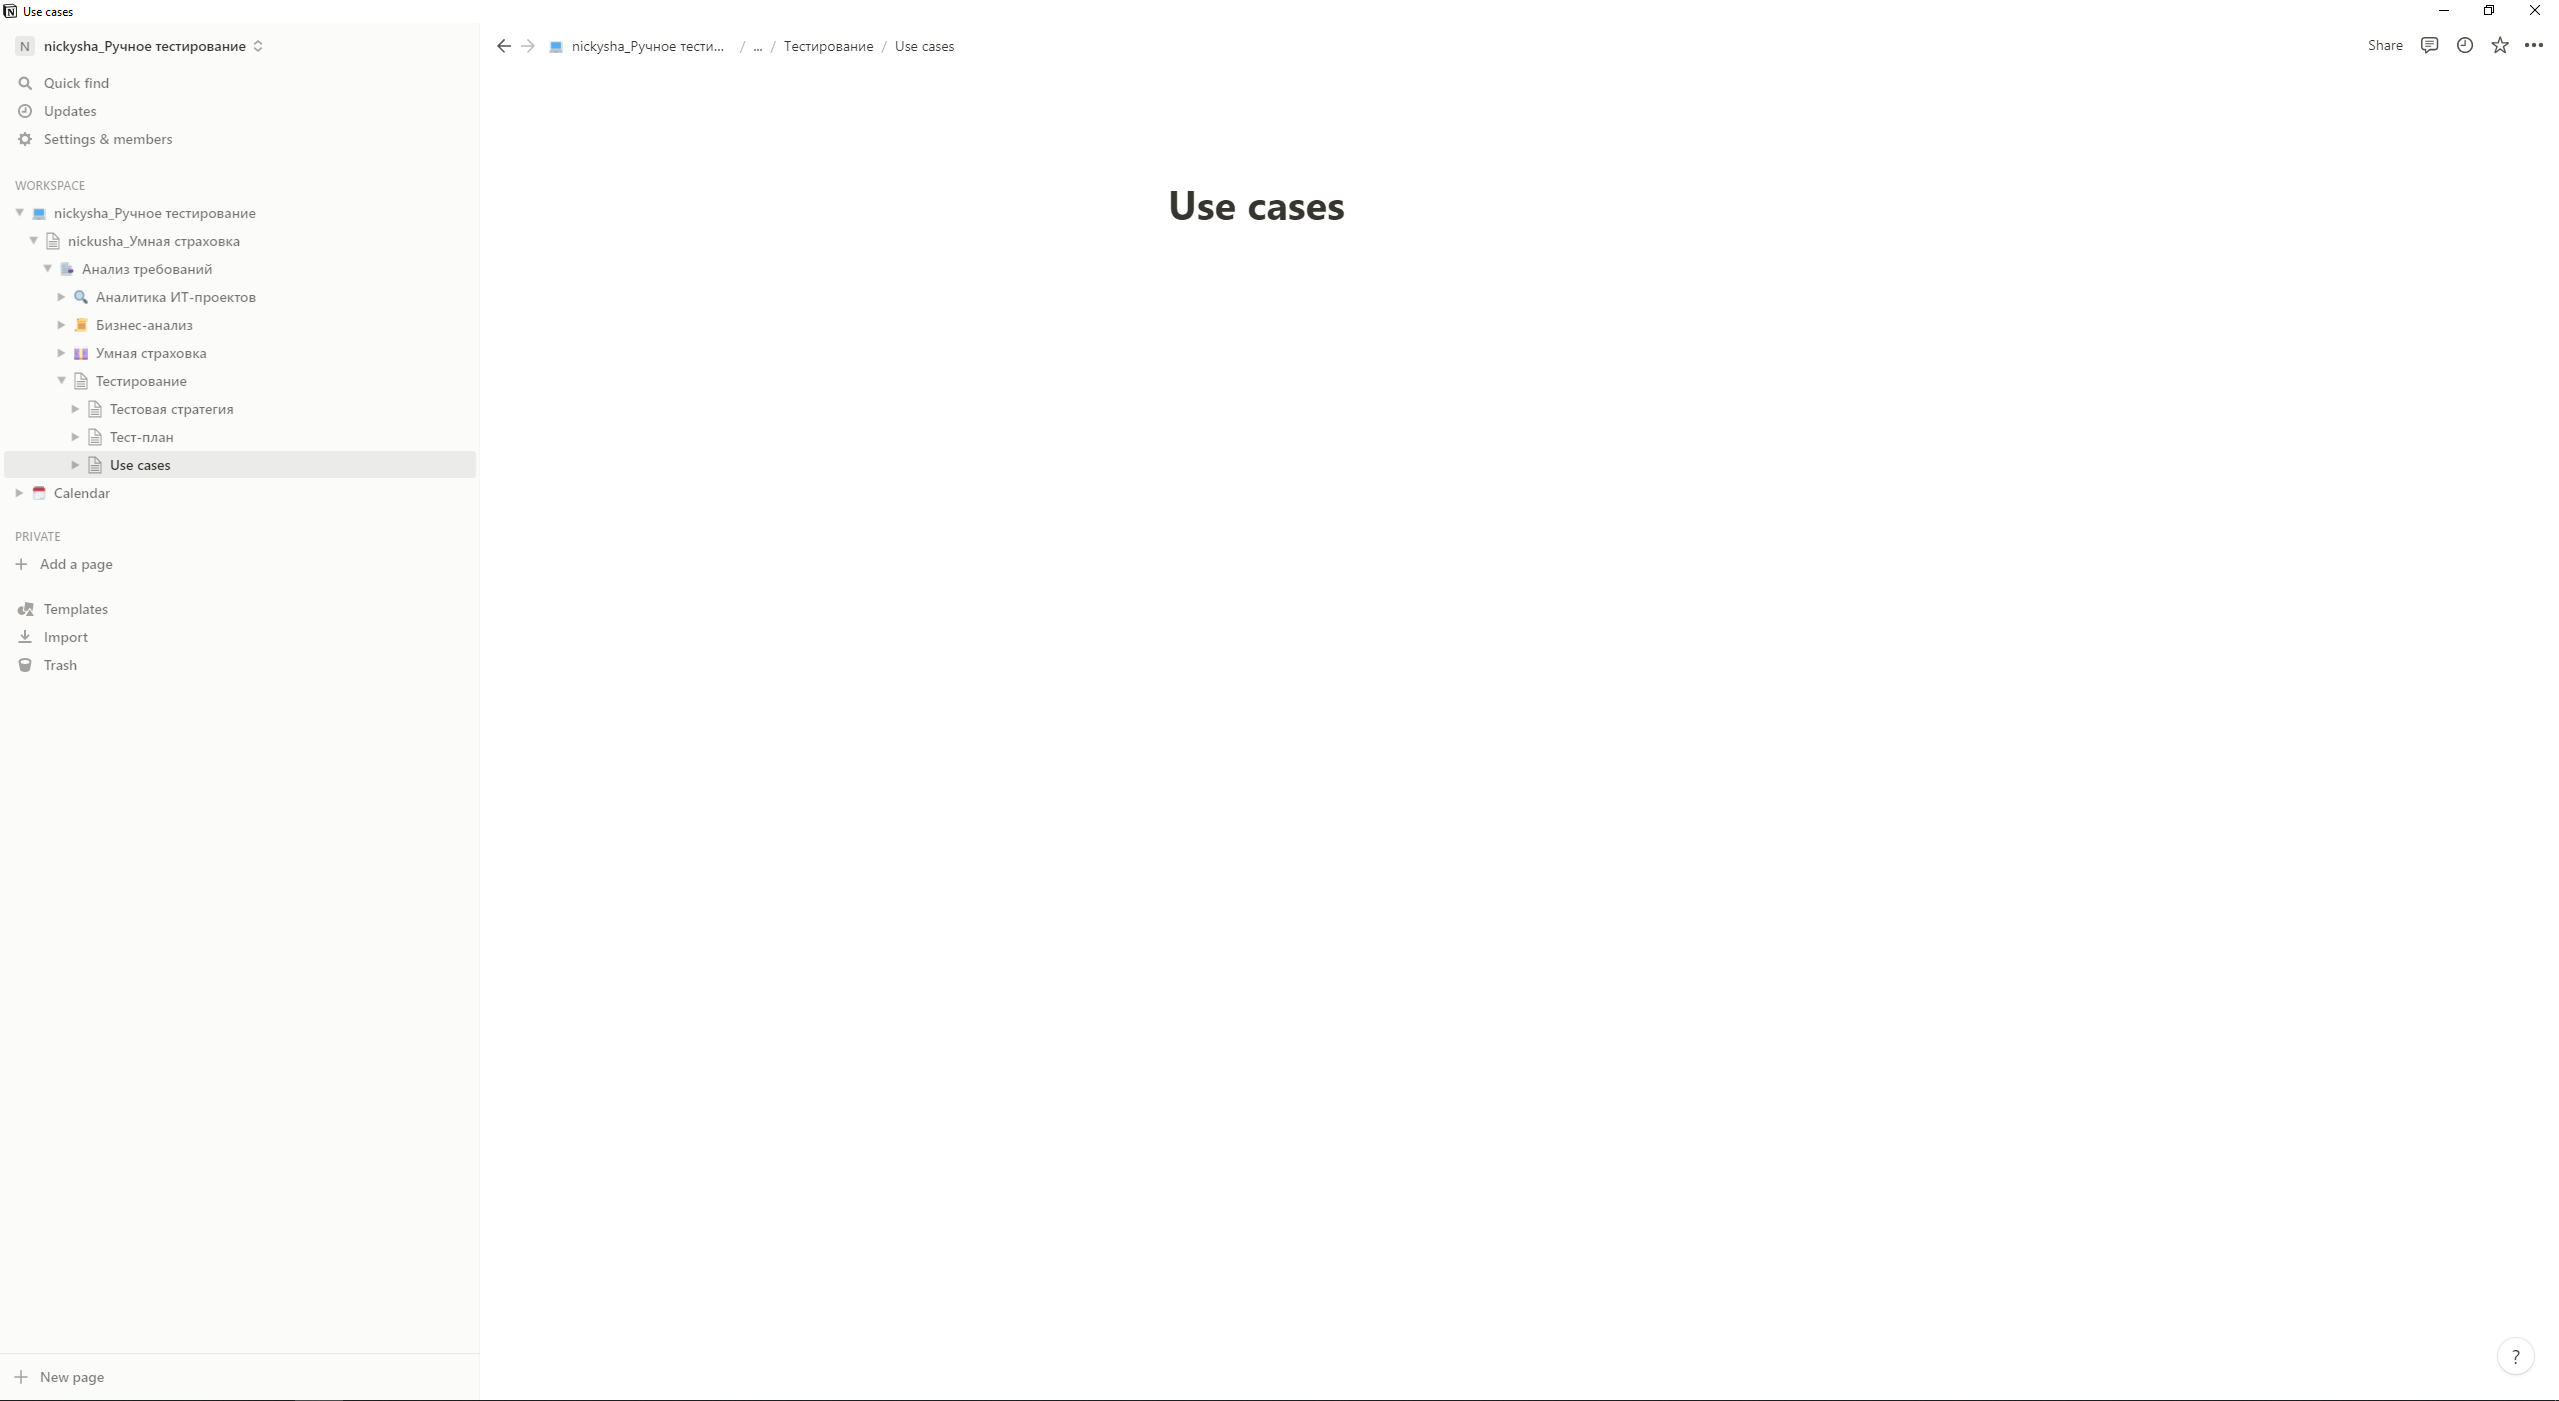 Use cases
N nickysha_Ручное тестирование
Quick find
Updates
Settings & members
WORKSPACE
nickysha_Ручное тестирование
nickusha_Умная страховка
Анализ требований
Аналитика ИТ-проектов
Бизнес-анализ
Умная страховка
Тестирование
Тестовая стратегия
Тест-план
Use cases
Calendar
PRIVATE
Add a page
Templates
Import
Trash
New page
nickysha_Ручное тести... / ... / Тестирование / Use cases
Share
Use cases
?